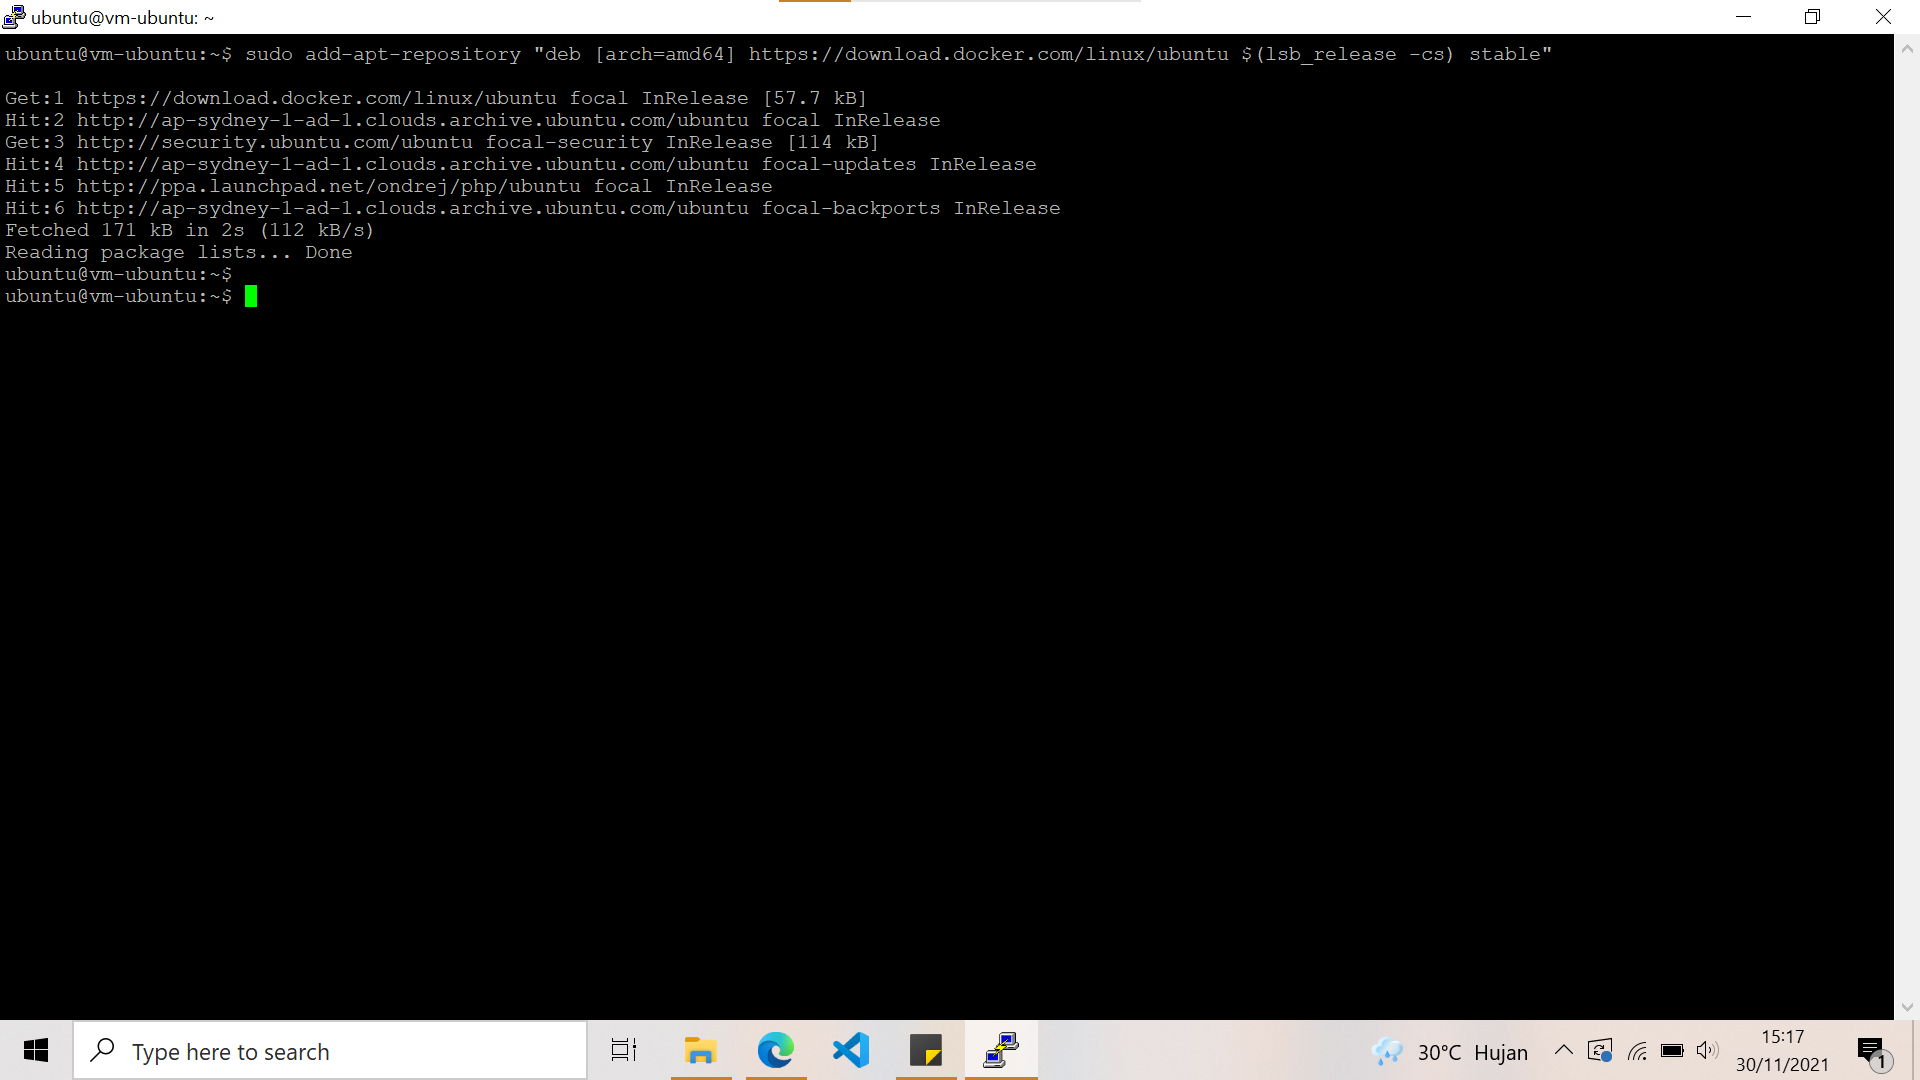 ubuntu@vm-ubuntu: ~
ubuntu@vm-ubuntu:~$ sudo add-apt-repository "deb [arch=amd64] https://download.docker.com/linux/ubuntu $(lsb_release -cs) stable"
Get:1 https://download.docker.com/linux/ubuntu focal InRelease [57.7 kB]
Hit:2 http://ap-sydney-1-ad-1.clouds.archive.ubuntu.com/ubuntu focal InRelease
Get:3 http://security.ubuntu.com/ubuntu focal-security InRelease [114 kB]
Hit:4 http://ap-sydney-1-ad-1.clouds.archive.ubuntu.com/ubuntu focal-updates InRelease
Hit:5 http://ppa.launchpad.net/ondrej/php/ubuntu focal InRelease
Hit:6 http://ap-sydney-1-ad-1.clouds.archive.ubuntu.com/ubuntu focal-backports InRelease
Fetched 171 kB in 2s (112 kB/s)
Reading package lists... Done
ubuntu@vm-ubuntu:~$
ubuntu@vm-ubuntu:~$
Type here to search
30°C Hujan
15:17
30/11/2021
1